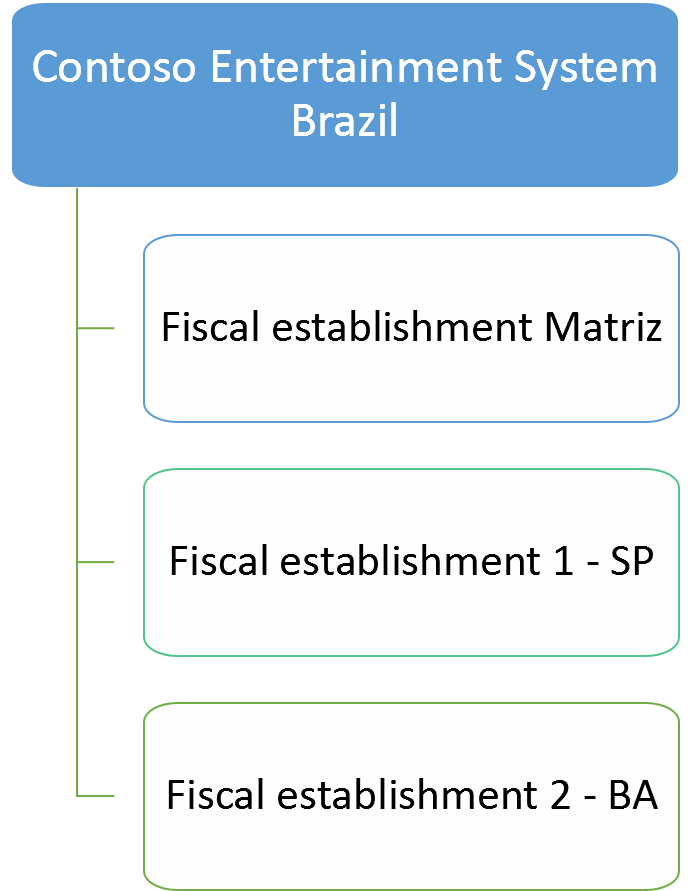 Contoso Entertainment System
Brazil
Fiscal establishment Matriz
Fiscal establishment 1 - SP
Fiscal establishment 2 - BA